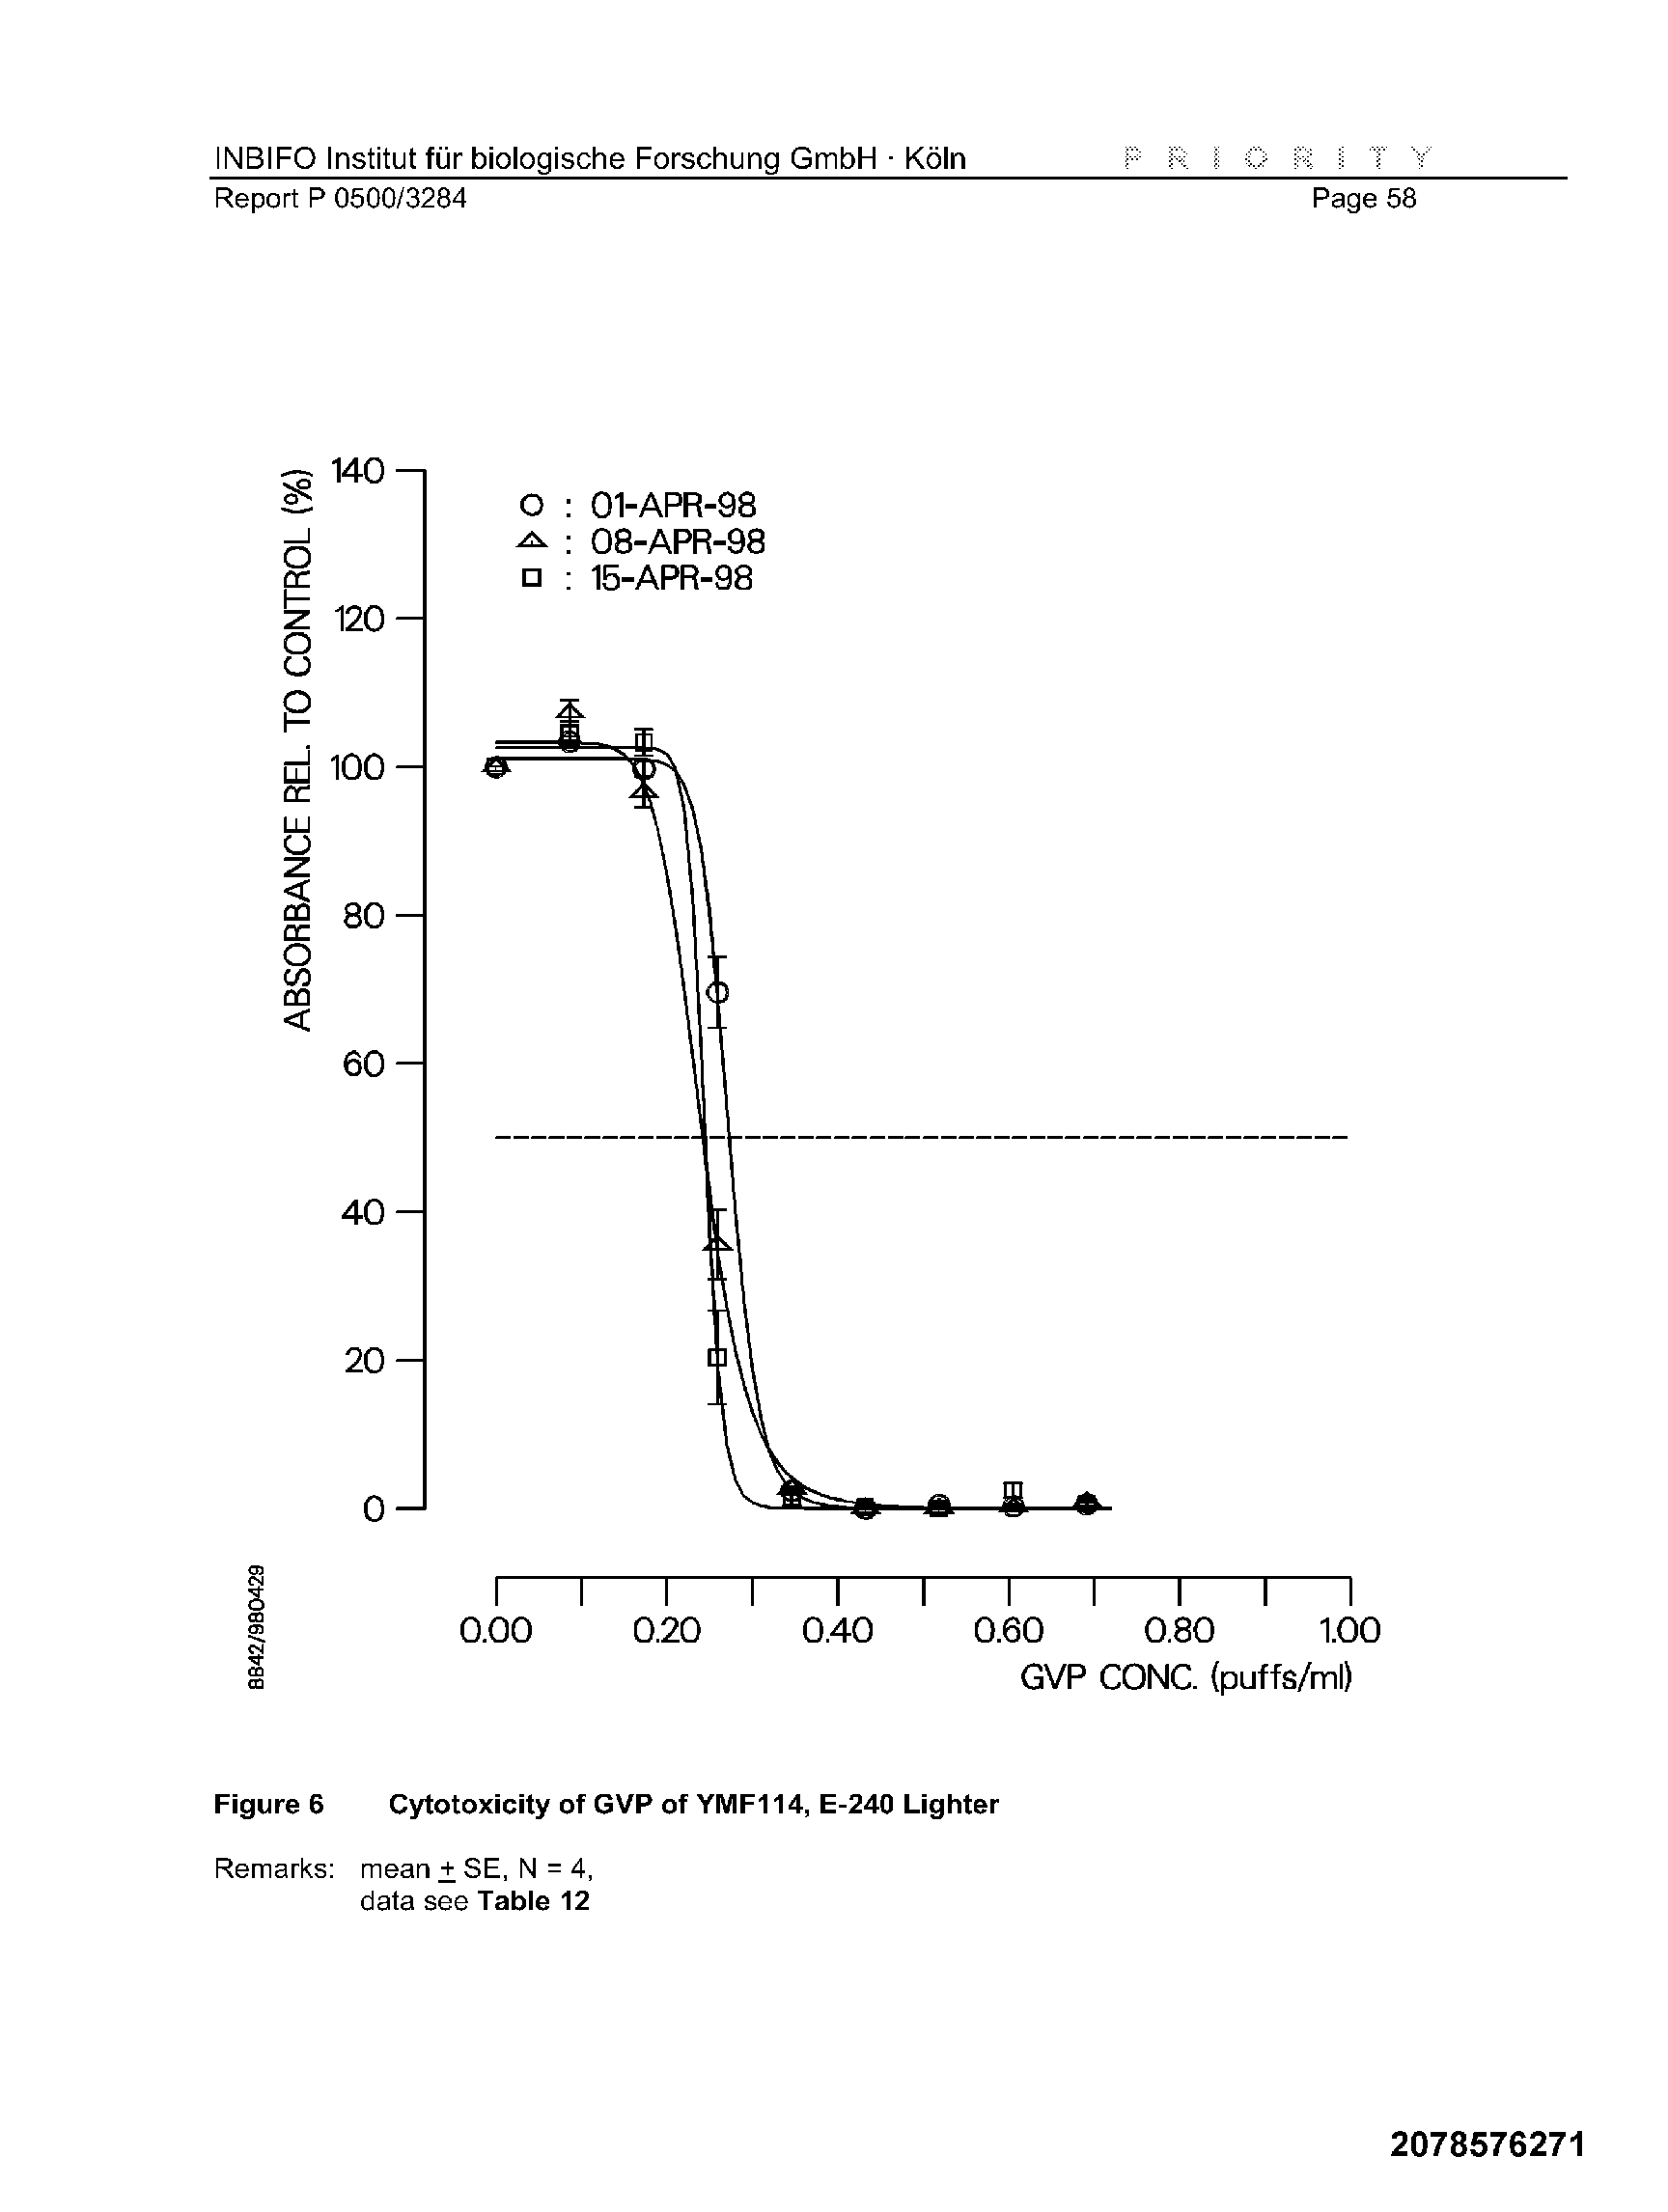 INBIFO Institut für biologische Forschung GmbH · Köln PRIORITY
Report P 0500/3284 Page 58
ABSORBANCE REL. TO CONTROL (%)
140
120
100
80
60
40
20
0
: 01-APR-98
: 08-APR-98
: 15-APR-98
0.00 0.20 0.40 0.60 0.80 1.00
GVP CONC. (puffs/ml)
8842/980429
Figure 6 Cytotoxicity of GVP of YMF114, E-240 Lighter
Remarks: mean ± SE, N = 4,
data see Table 12
2078576271